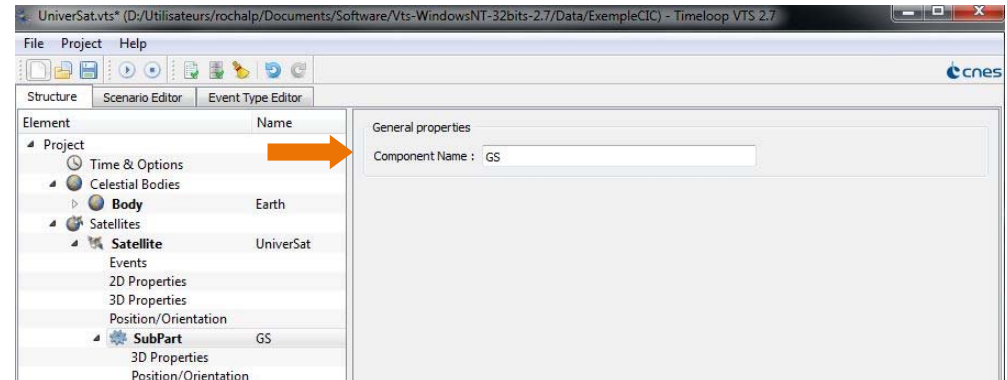 UniverSat.vts* (D:/Utilisateurs/rochalp/Documents/Software/Vts-WindowsNT-32bits-2.7/Data/ExempleCIC) - Timeloop VTS 2.7
File Project Help
cnes
Structure Scenario Editor Event Type Editor
Element Name
General properties
Project
Component Name : GS
Time & Options
Celestial Bodies
Body Earth
Satellites
Satellite UniverSat
Events
2D Properties
3D Properties
Position/Orientation
SubPart GS
3D Properties
Position/Orientation